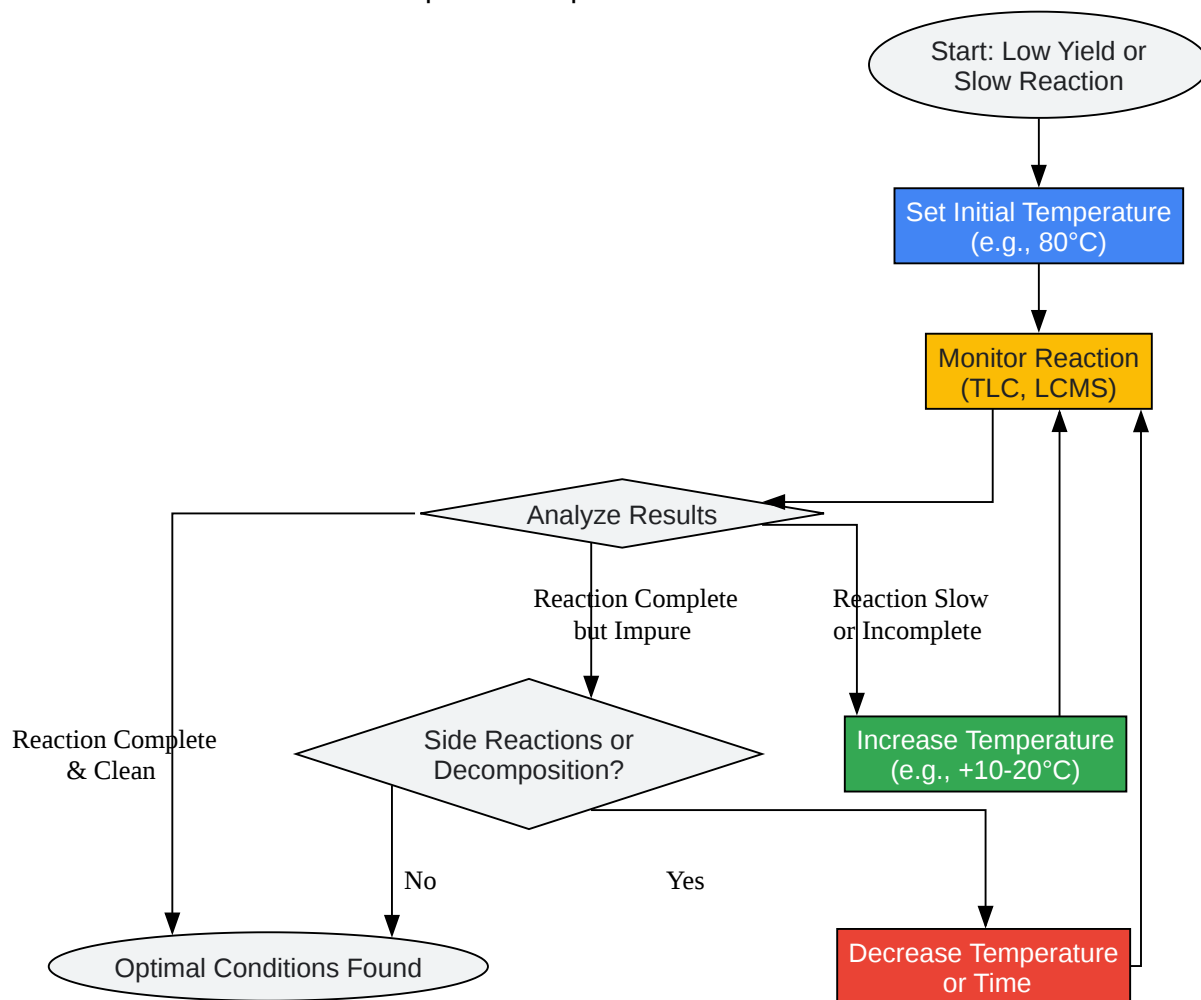 Start: Low Yield or
Slow Reaction
Set Initial Temperature
(e.g., 80°C)
Monitor Reaction
(TLC, LCMS)
Analyze Results
Reaction Complete
but Impure
Reaction Slow
or Incomplete
Reaction Complete
& Clean
Side Reactions or
Decomposition?
Increase Temperature
(e.g., +10-20°C)
No
Yes
Optimal Conditions Found
Decrease Temperature
or Time